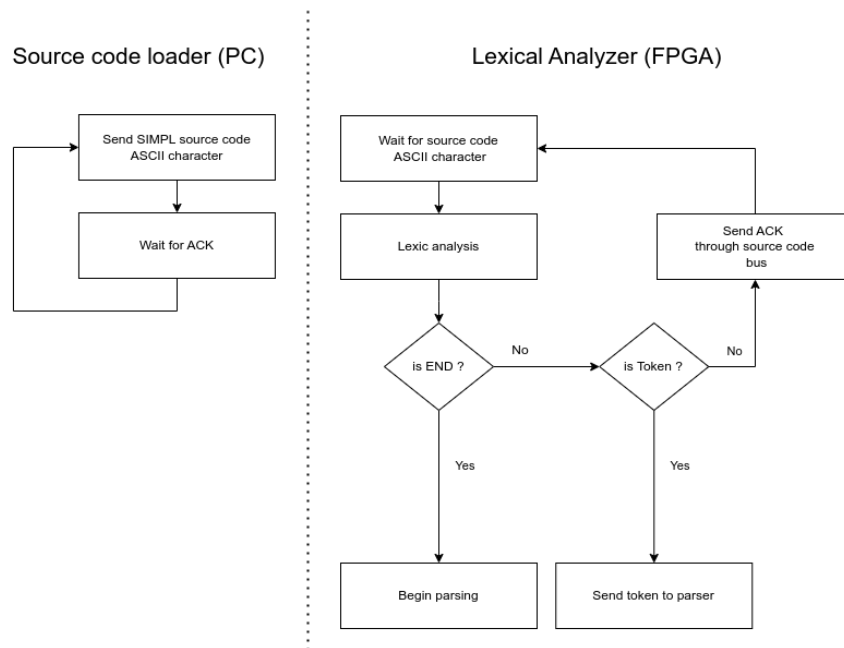 Source code loader (PC)
Lexical Analyzer (FPGA)
Send SIMPL source code
ASCII character
Wait for ACK
Wait for source code
ASCII character
Lexic analysis
Send ACK
through source code
bus
is END ?
No
is Token ?
No
Yes
Yes
Begin parsing
Send token to parser